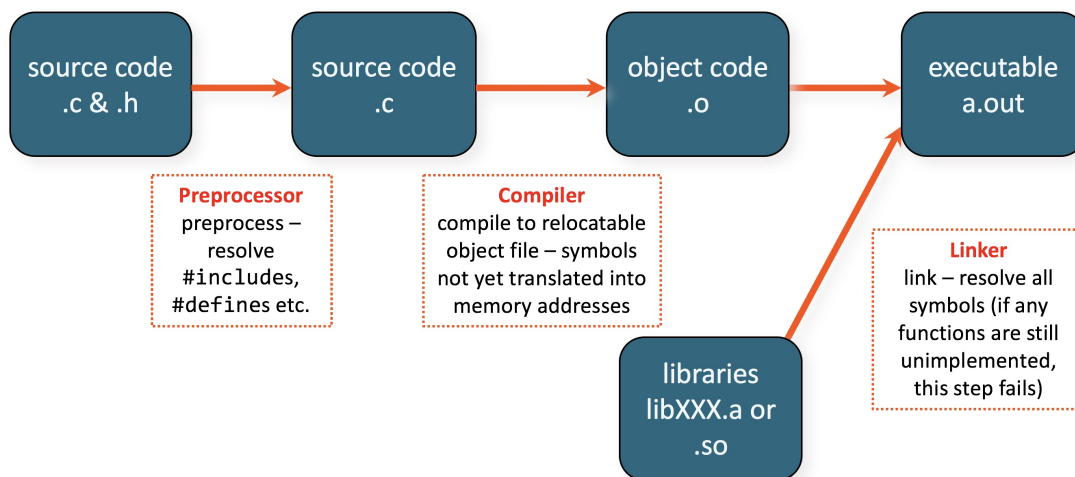 source code
.c & .h
source code
.c
object code
.o
executable
a.out
Preprocessor
preprocess –
resolve
#includes,
#defines etc.
Compiler
compile to relocatable
object file – symbols
not yet translated into
memory addresses
Linker
link – resolve all
symbols (if any
functions are still
unimplemented,
this step fails)
libraries
libXXX.a or
.so